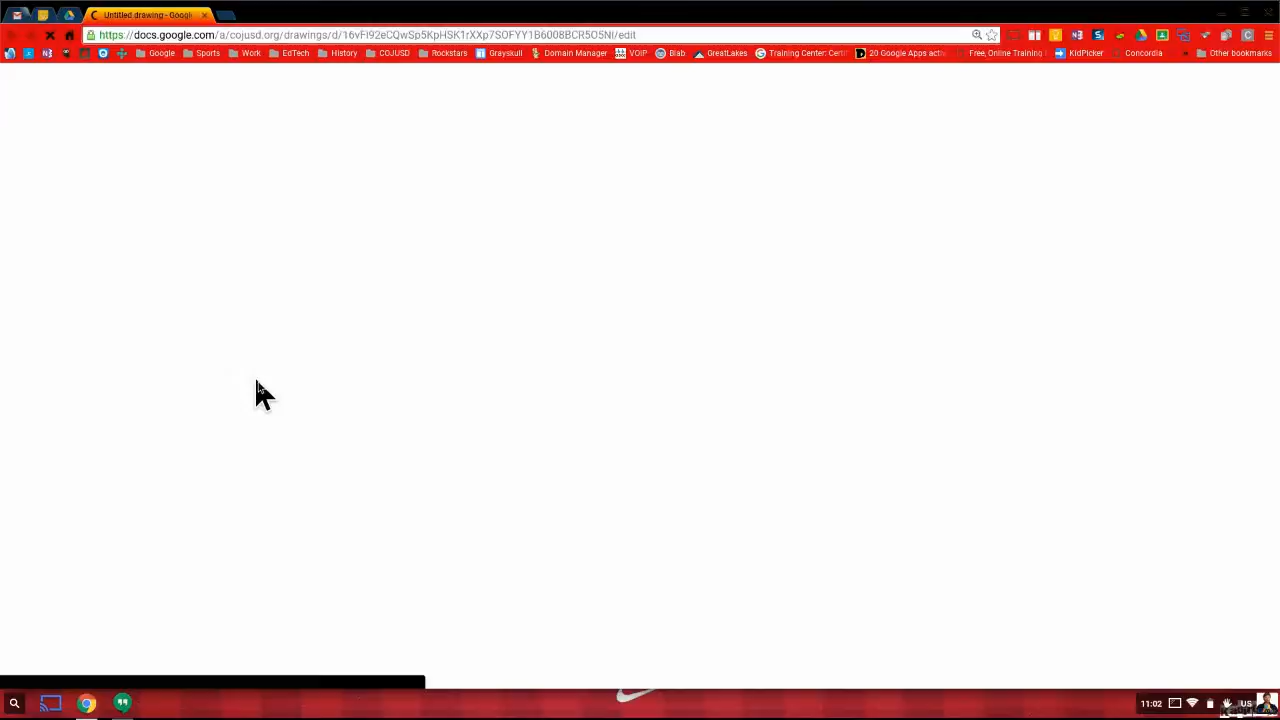 Untitled drawing - Googl
https://docs.google.com/a/cojusd.org/drawings/d/16vFI92eCQwSp5KpHSK1rXXp7SOFYY1B6008BCR5O5NI/edit
Google Sports Work EdTech History COJUSD Rockstars Grayskull Domain Manager VOIP Blab GreatLakes Training Center: Certi 20 Google Apps activ Free, Online Training KidPicker Concordia » Other bookmarks
11:02 US